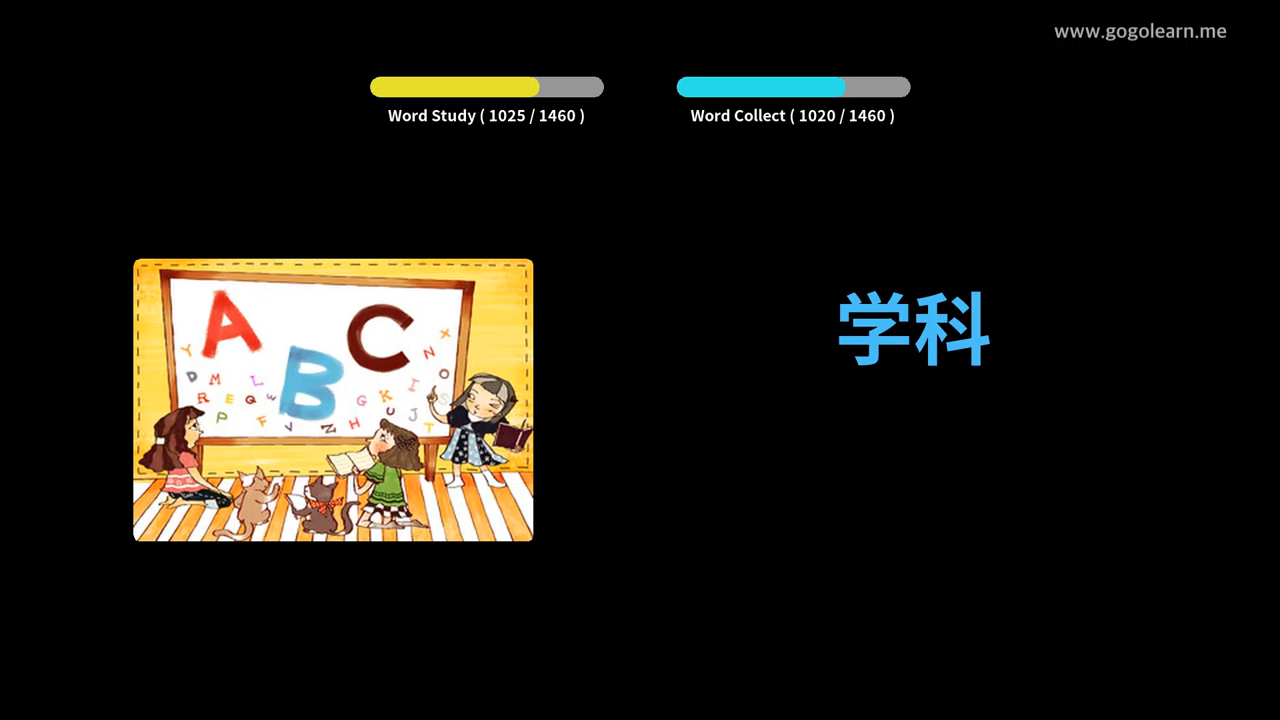 www.gogolearn.me
Word Study ( 1025 / 1460 )
Word Collect ( 1020 / 1460 )
学科
A
B
C
Y
D M L
R E Q W
P F V Z H
X
N
O
I S
G K
U J
T